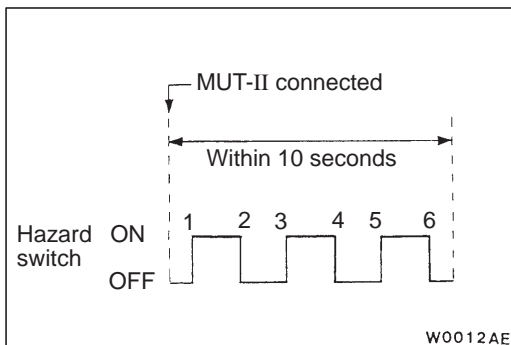 MUT-II connected
Within 10 seconds
1 2 3 4 5 6
Hazard ON
switch
OFF
W0012AE